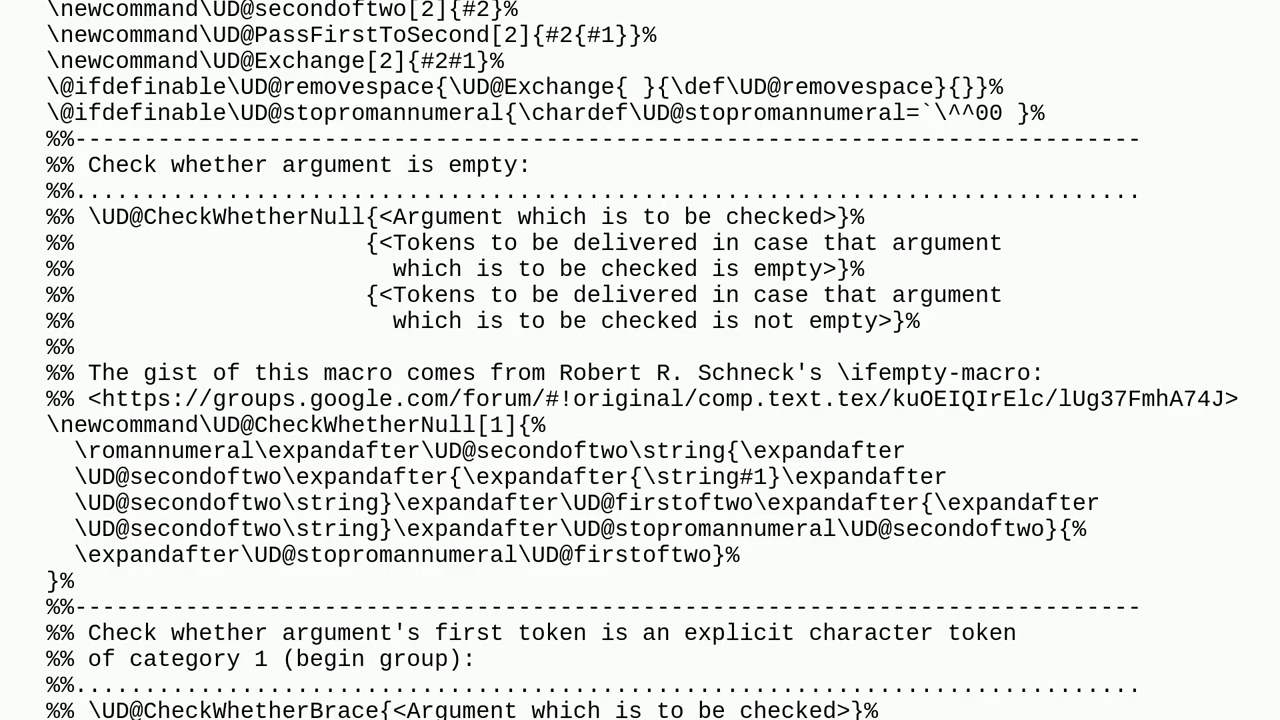 \newcommand\UD@secondoftwo[2]{#2}%
\newcommand\UD@PassFirstToSecond[2]{#2{#1}}%
\newcommand\UD@Exchange[2]{#2#1}%
\@ifdefinable\UD@removespace{\UD@Exchange{ }{\def\UD@removespace}{}}%
\@ifdefinable\UD@stopromannumeral{\chardef\UD@stopromannumeral=`\^^00 }%
%%-----------------------------------------------------------------------------
%% Check whether argument is empty:
%%.............................................................................
%% \UD@CheckWhetherNull{<Argument which is to be checked>}%
%%                     {<Tokens to be delivered in case that argument
%%                       which is to be checked is empty>}%
%%                     {<Tokens to be delivered in case that argument
%%                       which is to be checked is not empty>}%
%%
%% The gist of this macro comes from Robert R. Schneck's \ifempty-macro:
%% <https://groups.google.com/forum/#!original/comp.text.tex/kuOEIQIrElc/lUg37FmhA74J>
\newcommand\UD@CheckWhetherNull[1]{%
  \romannumeral\expandafter\UD@secondoftwo\string{\expandafter
  \UD@secondoftwo\expandafter{\expandafter{\string#1}\expandafter
  \UD@secondoftwo\string}\expandafter\UD@firstoftwo\expandafter{\expandafter
  \UD@secondoftwo\string}\expandafter\UD@stopromannumeral\UD@secondoftwo}{%
  \expandafter\UD@stopromannumeral\UD@firstoftwo}%
}%
%%-----------------------------------------------------------------------------
%% Check whether argument's first token is an explicit character token
%% of category 1 (begin group):
%%.............................................................................
%% \UD@CheckWhetherBrace{<Argument which is to be checked>}%